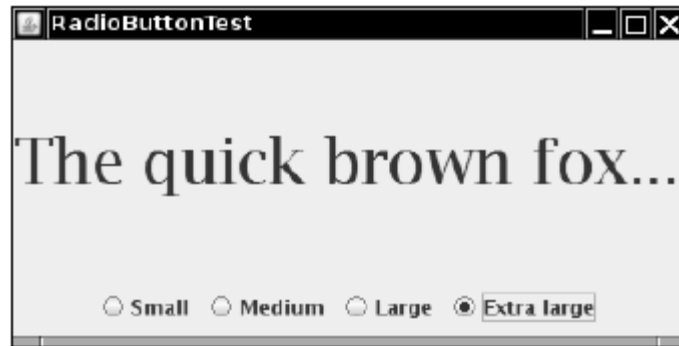 RadioButtonTest
The quick brown fox...
Small Medium Large Extra large